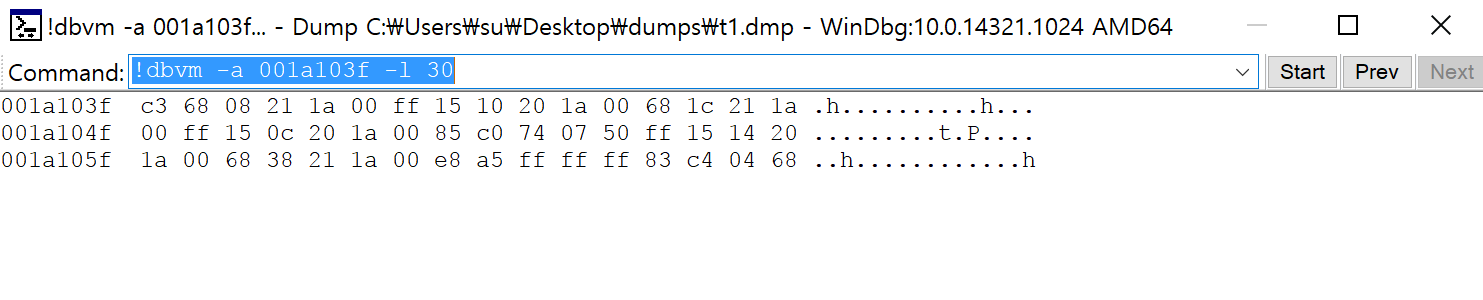 !dbvm -a 001a103f... - Dump C:₩Users₩su₩Desktop₩dumps₩t1.dmp - WinDbg:10.0.14321.1024 AMD64
Command: !dbvm -a 001a103f -l 30 Start Prev Next
001a103f c3 68 08 21 1a 00 ff 15 10 20 1a 00 68 1c 21 1a .h..........h...
001a104f 00 ff 15 0c 20 1a 00 85 c0 74 07 50 ff 15 14 20 .........t.P....
001a105f 1a 00 68 38 21 1a 00 e8 a5 ff ff ff 83 c4 04 68 ..h............h